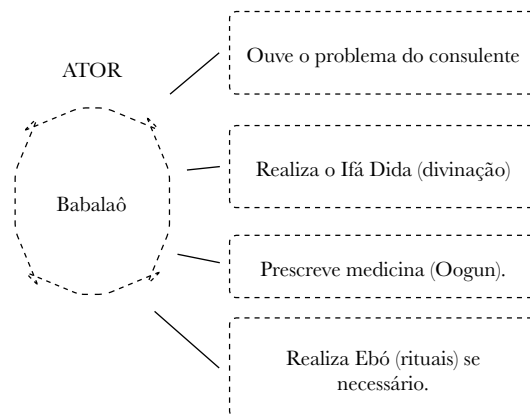 ATOR
Babalaô
Ouve o problema do consulente
Realiza o Ifá Dida (divinação)
Prescreve medicina (Oogun).
Realiza Ebó (rituais) se
necessário.